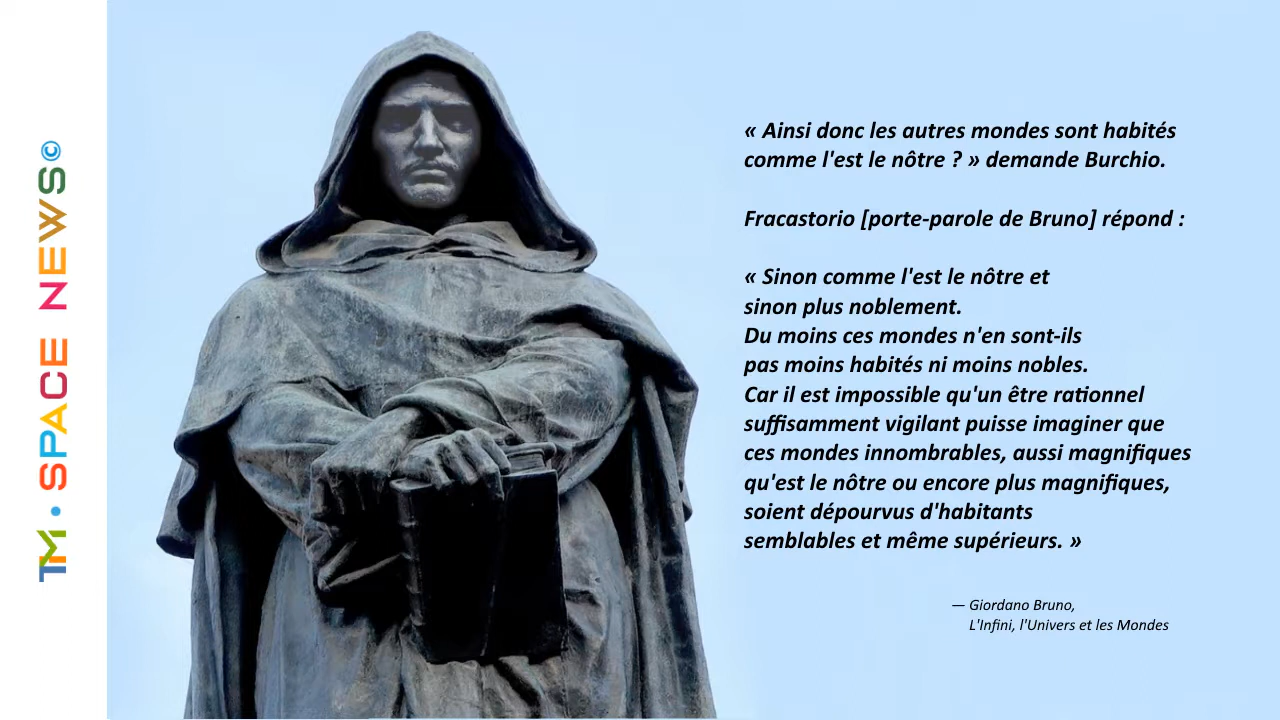 TM • SPACE NEWS©
« Ainsi donc les autres mondes sont habités
comme l'est le nôtre ? » demande Burchio.
Fracastorio [porte-parole de Bruno] répond :
« Sinon comme l'est le nôtre et
sinon plus noblement.
Du moins ces mondes n'en sont-ils
pas moins habités ni moins nobles.
Car il est impossible qu'un être rationnel
suffisamment vigilant puisse imaginer que
ces mondes innombrables, aussi magnifiques
qu'est le nôtre ou encore plus magnifiques,
soient dépourvus d'habitants
semblables et même supérieurs. »
— Giordano Bruno,
L'Infini, l'Univers et les Mondes